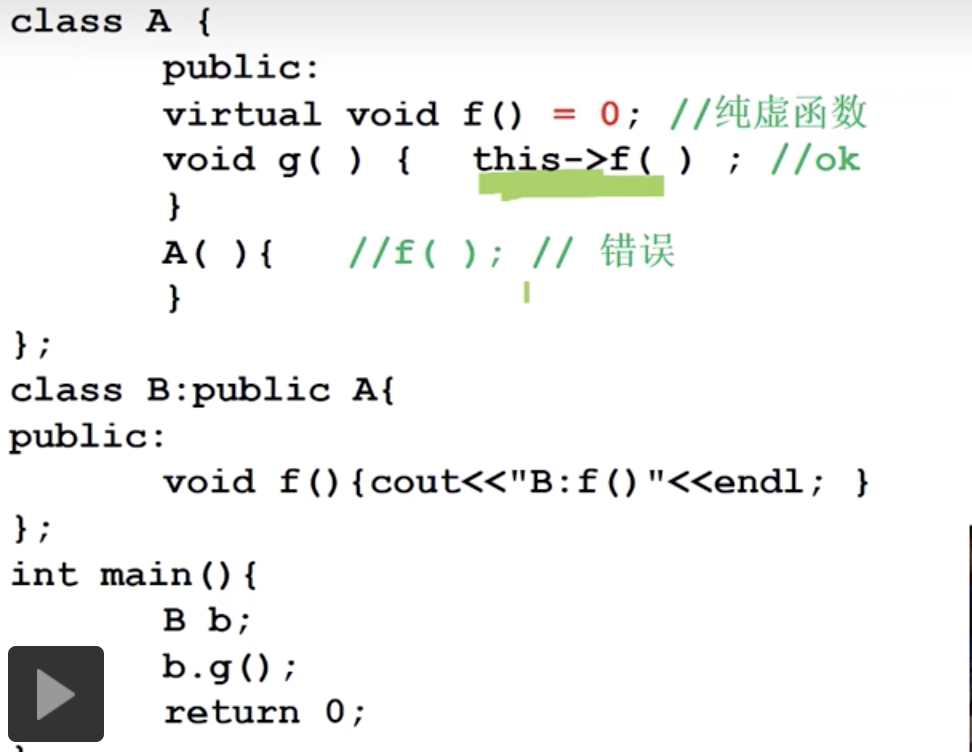 class A {
public:
virtual void f() = 0; //纯虚函数
void g( ) { this->f( ) ; //ok
}
A( ){ //f( ); // 错误
}
};
class B:public A{
public:
void f(){cout<<"B:f()"<<endl; }
};
int main(){
B b;
b.g();
return 0;